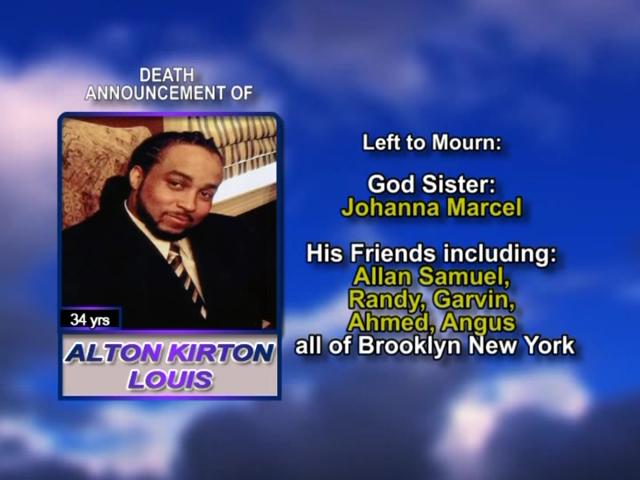 DEATH
ANNOUNCEMENT OF
34 yrs
ALTON KIRTON
LOUIS
Left to Mourn:
God Sister:
Johanna Marcel
His Friends including:
Allan Samuel,
Randy, Garvin,
Ahmed, Angus
all of Brooklyn New York